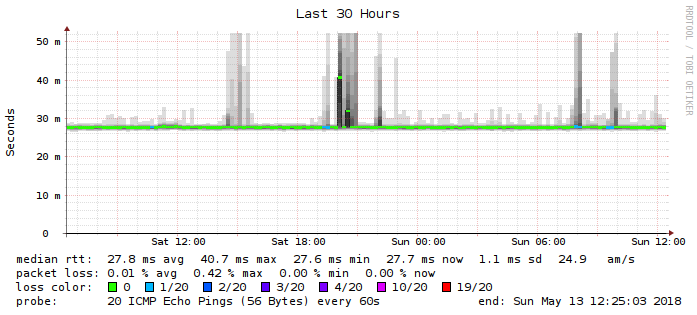 Last 30 Hours
RRDTOOL / TOBI OETIKER
Seconds
50 m
40 m
30 m
20 m
10 m
0
Sat 12:00 Sat 18:00 Sun 00:00 Sun 06:00 Sun 12:00
median rtt: 27.8 ms avg 40.7 ms max 27.6 ms min 27.7 ms now 1.1 ms sd 24.9 am/s
packet loss: 0.01 % avg 0.42 % max 0.00 % min 0.00 % now
loss color: 0 1/20 2/20 3/20 4/20 10/20 19/20
probe: 20 ICMP Echo Pings (56 Bytes) every 60s end: Sun May 13 12:25:03 2018